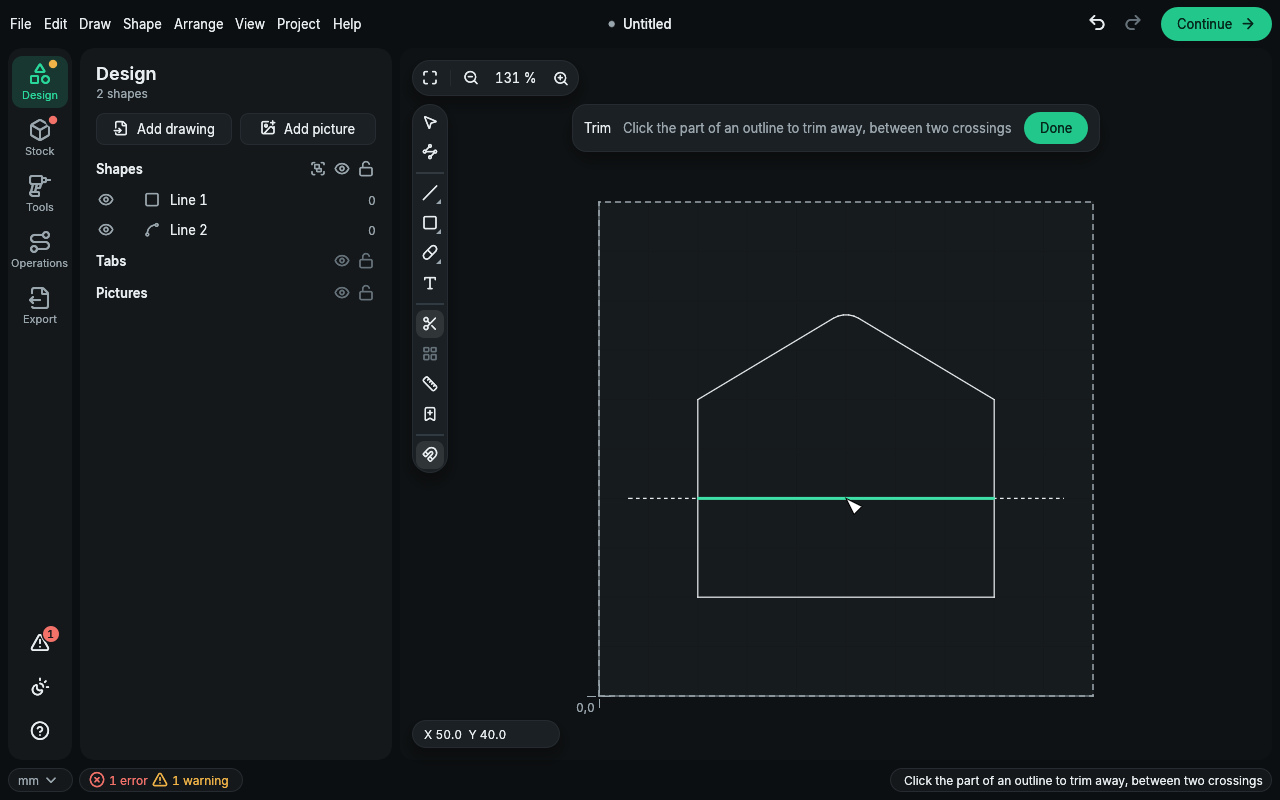 File Edit Draw Shape Arrange View Project Help
Untitled
Continue
Design
Stock
Tools
Operations
Export
1
Design
2 shapes
Add drawing
Add picture
Shapes
Line 1 0
Line 2 0
Tabs
Pictures
131 %
Trim Click the part of an outline to trim away, between two crossings Done
0,0
X 50.0 Y 40.0
mm
1 error 1 warning
Click the part of an outline to trim away, between two crossings